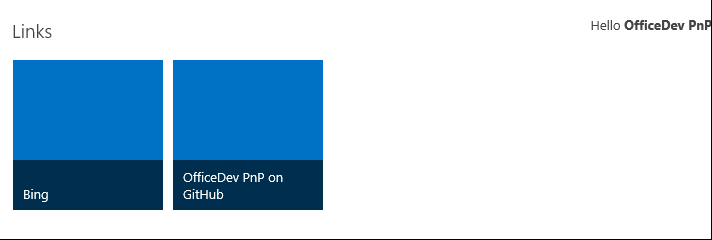 Links
Hello OfficeDev PnP
Bing
OfficeDev PnP on
GitHub